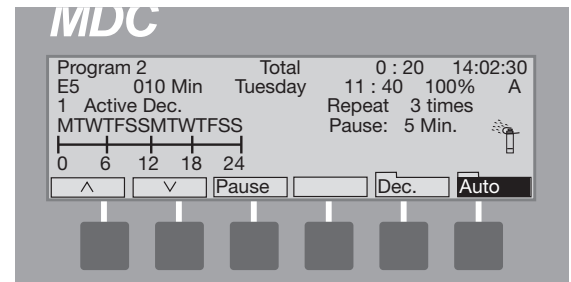 MDC
Program 2 Total 0 : 20 14:02:30
E5 010 Min Tuesday 11 : 40 100% A
1 Active Dec. Repeat 3 times
MTWTFSSMTWTFSS Pause: 5 Min.
0 6 12 18 24
^ v Pause Dec. Auto